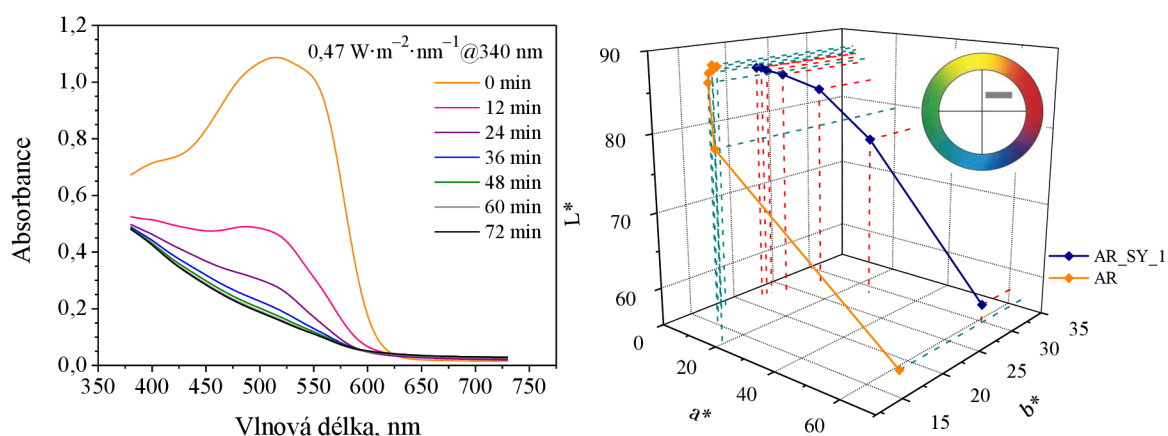 1,2
1,0
0,8
0,6
0,4
0,2
0,0
Absorbance
350 400 450 500 550 600 650 700 750
Vlnová délka, nm
0,47 W·m⁻²·nm⁻¹@340 nm
0 min
12 min
24 min
36 min
48 min
60 min
72 min
90
80
70
60
L*
0
20
40
60
a*
15
20
25
30
35
b*
AR_SY_1
AR